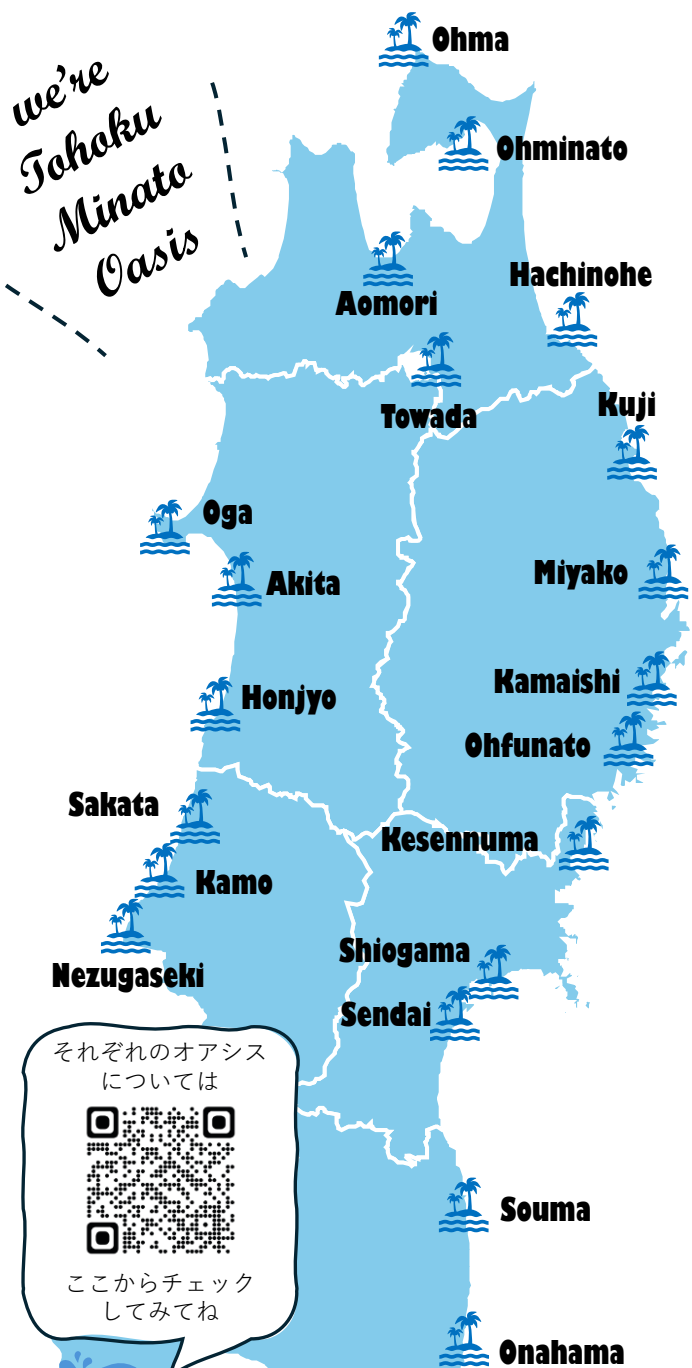 we're
Tohoku
Minato
Oasis
Ohma
Ohminato
Hachinohe
Aomori
Towada
Kuji
Oga
Akita
Miyako
Kamaishi
Honjyo
Ohfunato
Sakata
Kesennuma
Kamo
Shiogama
Nezugaseki
Sendai
それぞれのオアシス
については
ここからチェック
してみてね
Souma
Onahama